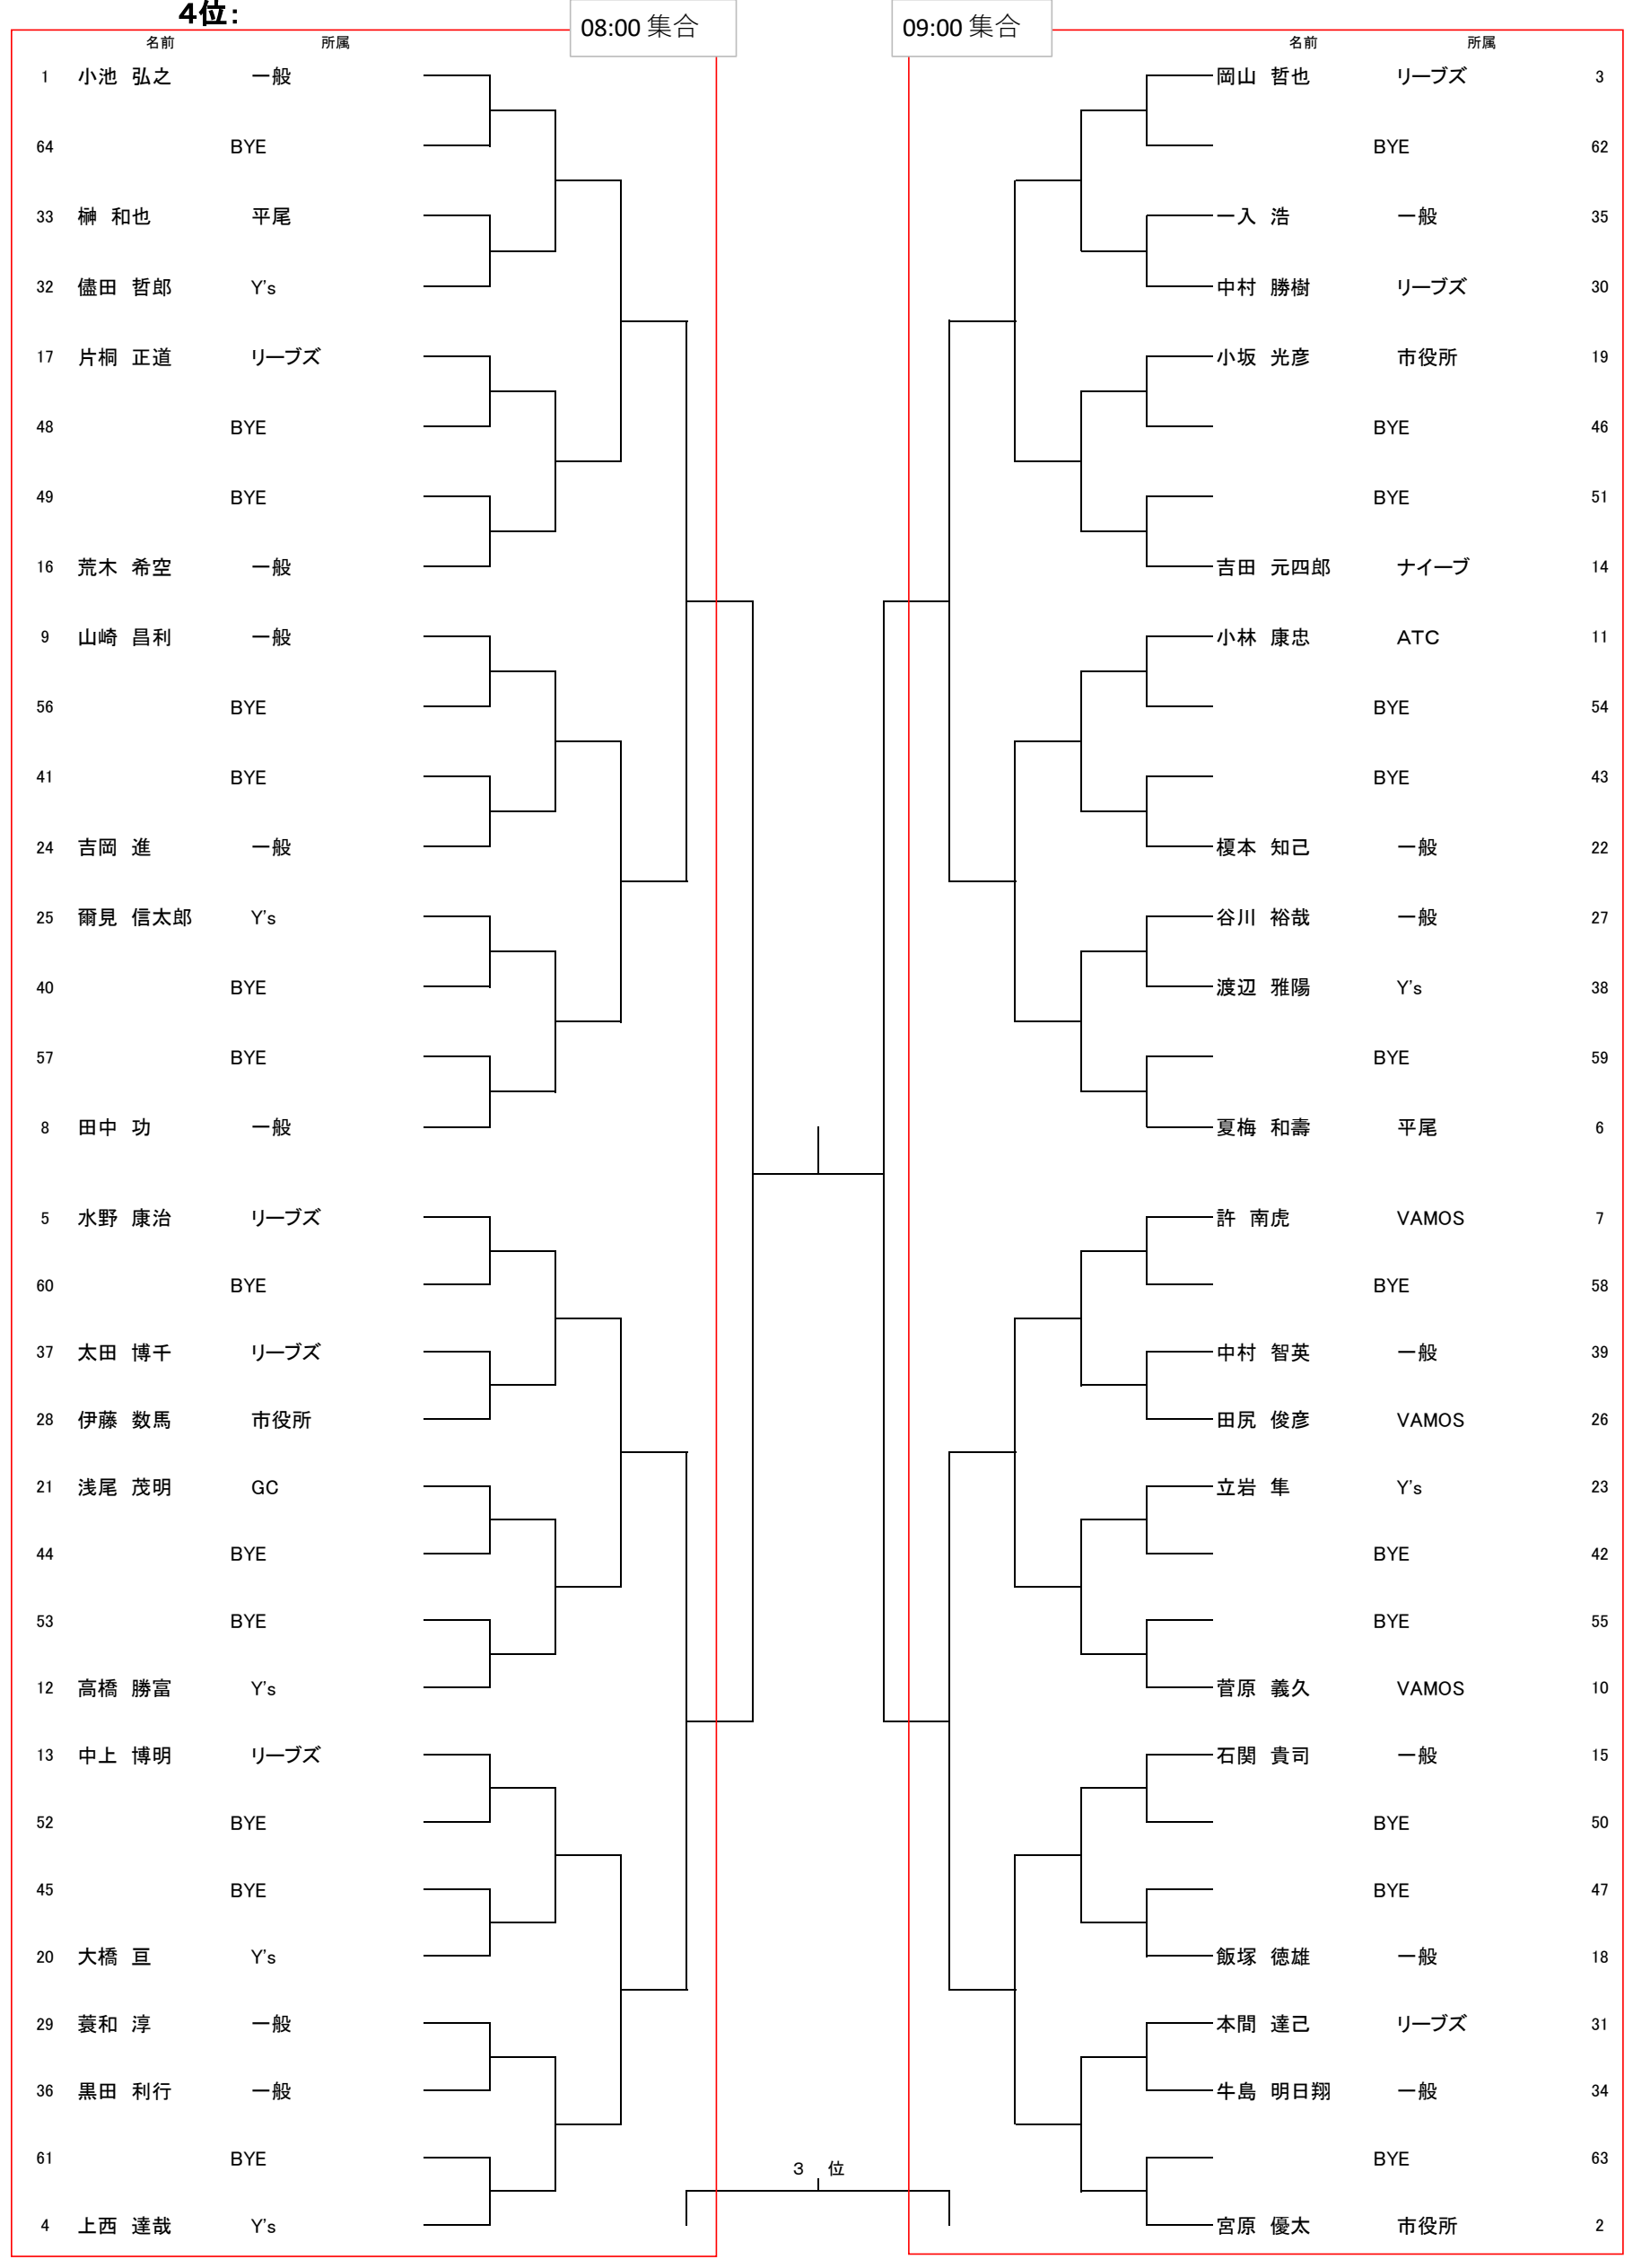 4位:
08:00 集合
09:00 集合
名前 所属
1 小池 弘之 一般
64 BYE
33 榊 和也 平尾
32 儘田 哲郎 Y's
17 片桐 正道 リーブズ
48 BYE
49 BYE
16 荒木 希空 一般
9 山崎 昌利 一般
56 BYE
41 BYE
24 吉岡 進 一般
25 爾見 信太郎 Y's
40 BYE
57 BYE
8 田中 功 一般
5 水野 康治 リーブズ
60 BYE
37 太田 博千 リーブズ
28 伊藤 数馬 市役所
21 浅尾 茂明 GC
44 BYE
53 BYE
12 高橋 勝富 Y's
13 中上 博明 リーブズ
52 BYE
45 BYE
20 大橋 亘 Y's
29 蓑和 淳 一般
36 黒田 利行 一般
61 BYE
4 上西 達哉 Y's
名前 所属
岡山 哲也 リーブズ 3
BYE 62
一入 浩 一般 35
中村 勝樹 リーブズ 30
小坂 光彦 市役所 19
BYE 46
BYE 51
吉田 元四郎 ナイーブ 14
小林 康忠 ATC 11
BYE 54
BYE 43
榎本 知己 一般 22
谷川 裕哉 一般 27
渡辺 雅陽 Y's 38
BYE 59
夏梅 和壽 平尾 6
許 南虎 VAMOS 7
BYE 58
中村 智英 一般 39
田尻 俊彦 VAMOS 26
立岩 隼 Y's 23
BYE 42
BYE 55
菅原 義久 VAMOS 10
石関 貴司 一般 15
BYE 50
BYE 47
飯塚 徳雄 一般 18
本間 達己 リーブズ 31
牛島 明日翔 一般 34
BYE 63
宮原 優太 市役所 2
3 位